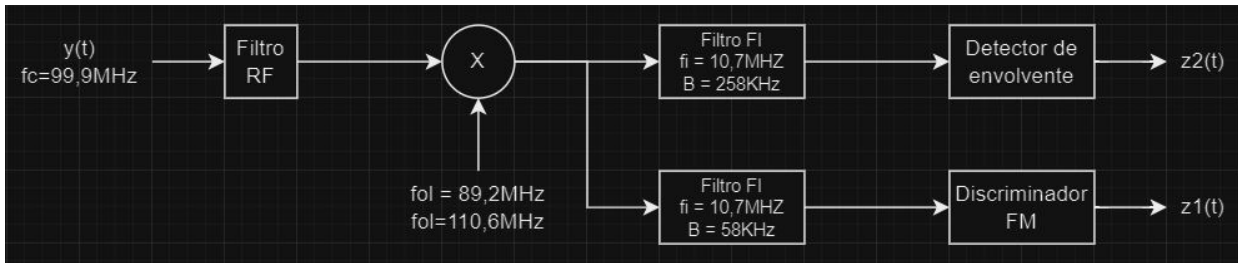 y(t)
fc=99,9MHz
Filtro
RF
X
fol = 89,2MHz
fol=110,6MHz
Filtro FI
fi = 10,7MHZ
B = 258KHz
Detector de
envolvente
z2(t)
Filtro FI
fi = 10,7MHZ
B = 58KHz
Discriminador
FM
z1(t)